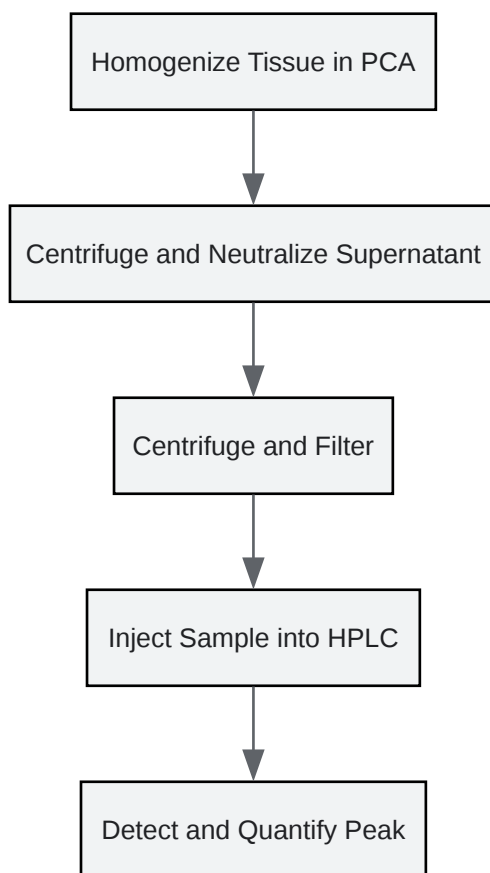 Homogenize Tissue in PCA
Centrifuge and Neutralize Supernatant
Centrifuge and Filter
Inject Sample into HPLC
Detect and Quantify Peak